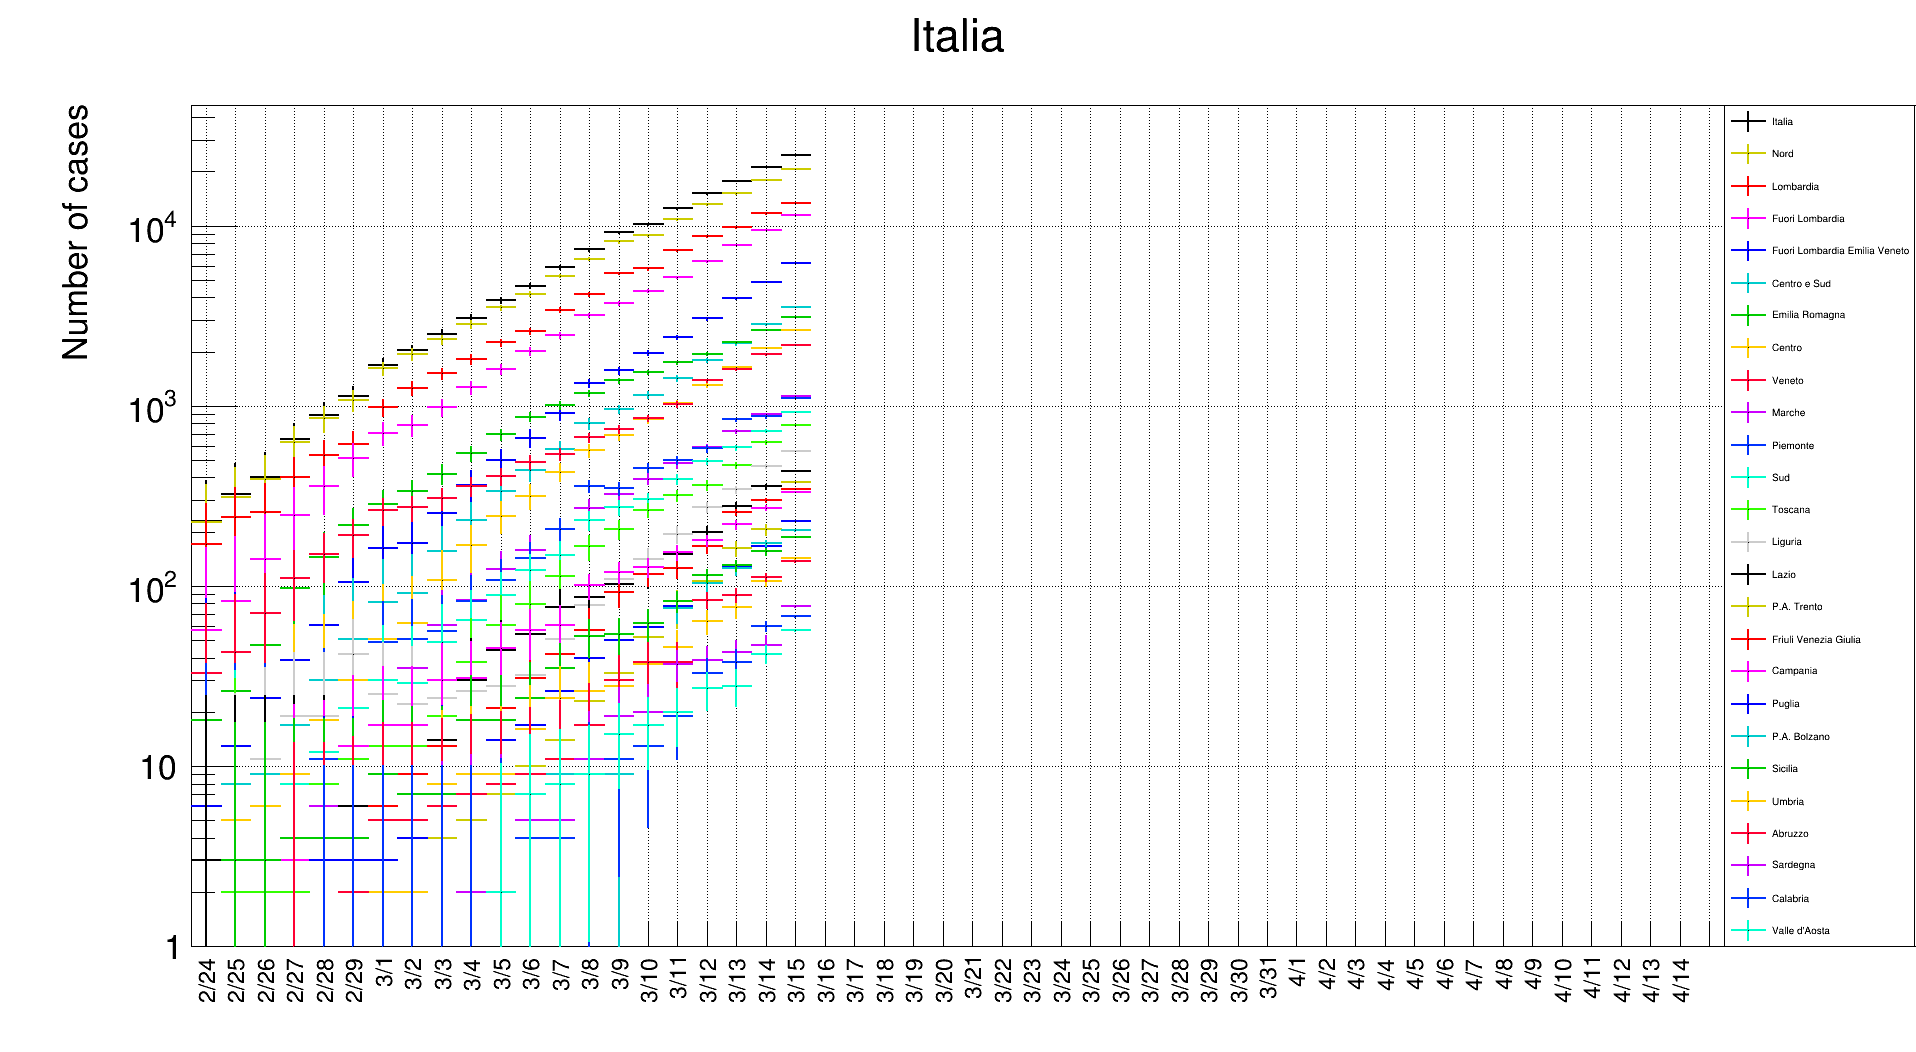 Italia
Number of cases
10⁴
10³
10²
10
1
2/24
2/25
2/26
2/27
2/28
2/29
3/1
3/2
3/3
3/4
3/5
3/6
3/7
3/8
3/9
3/10
3/11
3/12
3/13
3/14
3/15
3/16
3/17
3/18
3/19
3/20
3/21
3/22
3/23
3/24
3/25
3/26
3/27
3/28
3/29
3/30
3/31
4/1
4/2
4/3
4/4
4/5
4/6
4/7
4/8
4/9
4/10
4/11
4/12
4/13
4/14
Italia
Nord
Lombardia
Fuori Lombardia
Fuori Lombardia Emilia Veneto
Centro e Sud
Emilia Romagna
Centro
Veneto
Marche
Piemonte
Sud
Toscana
Liguria
Lazio
P.A. Trento
Friuli Venezia Giulia
Campania
Puglia
P.A. Bolzano
Sicilia
Umbria
Abruzzo
Sardegna
Calabria
Valle d'Aosta